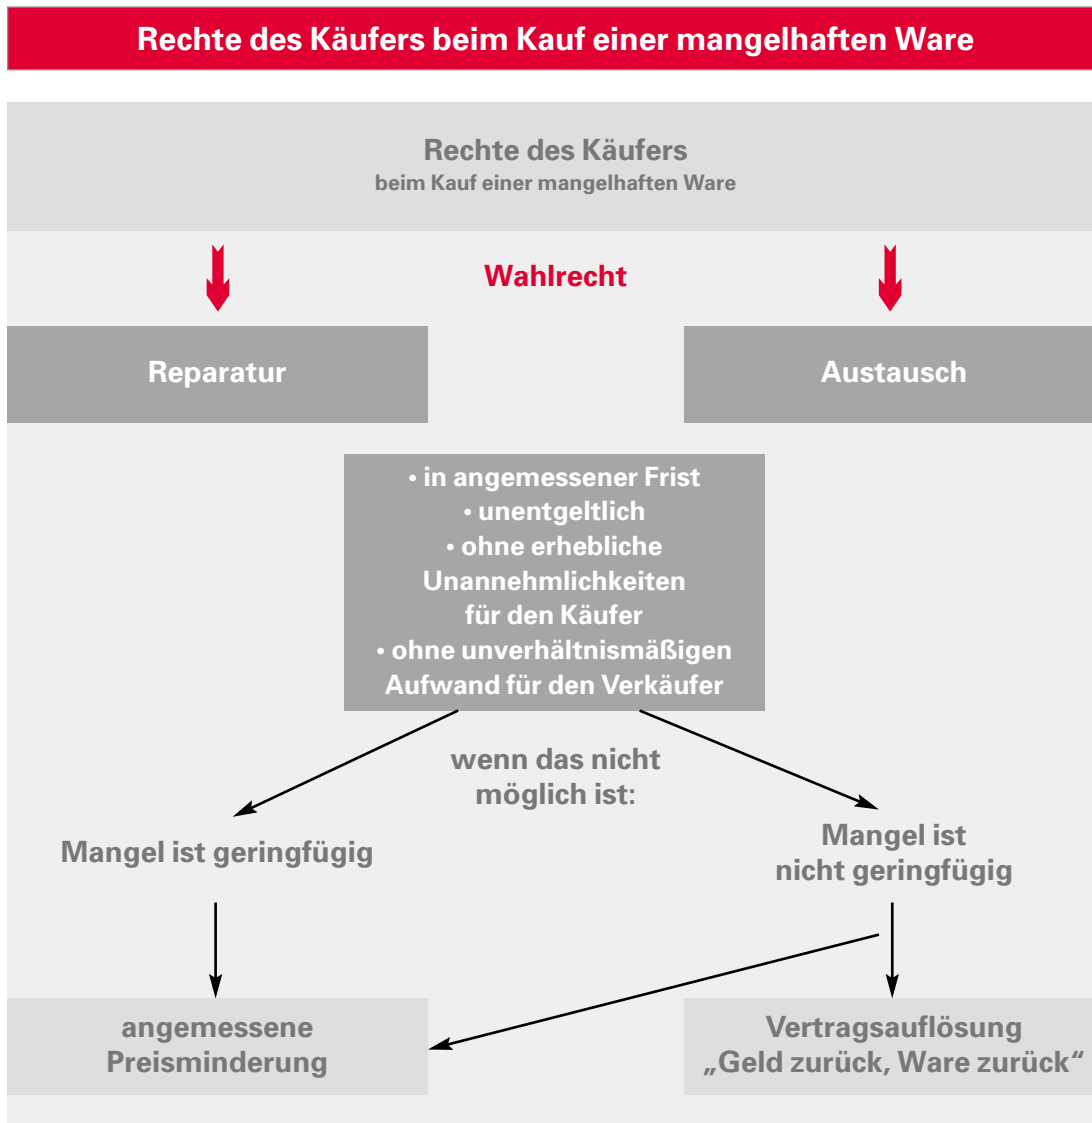 Rechte des Käufers beim Kauf einer mangelhaften Ware
Rechte des Käufers
beim Kauf einer mangelhaften Ware
Wahlrecht
Reparatur
Austausch
• in angemessener Frist
• unentgeltlich
• ohne erhebliche
Unannehmlichkeiten
für den Käufer
• ohne unverhältnismäßigen
Aufwand für den Verkäufer
wenn das nicht
möglich ist:
Mangel ist geringfügig
Mangel ist
nicht geringfügig
angemessene
Preisminderung
Vertragsauflösung
„Geld zurück, Ware zurück“